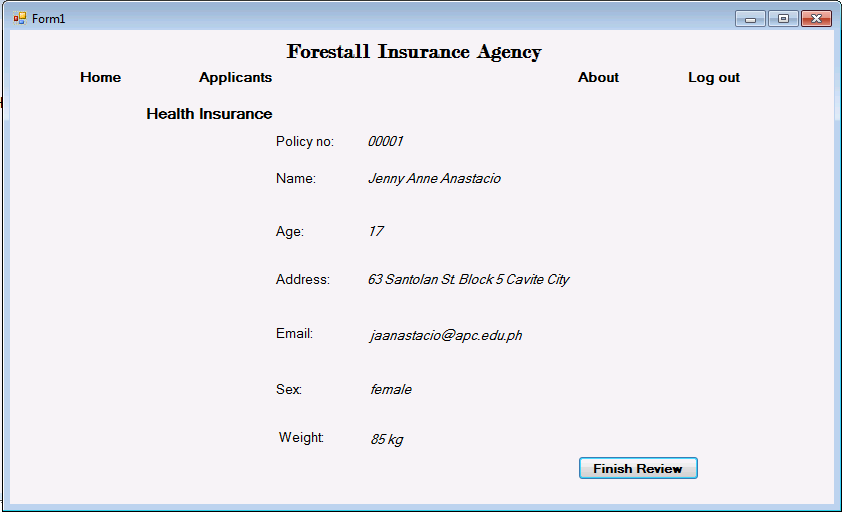 Form1
Forestall Insurance Agency
Home Applicants About Log out
Health Insurance
Policy no: 00001
Name: Jenny Anne Anastacio
Age: 17
Address: 63 Santolan St. Block 5 Cavite City
Email: jaanastacio@apc.edu.ph
Sex: female
Weight: 85 kg
Finish Review